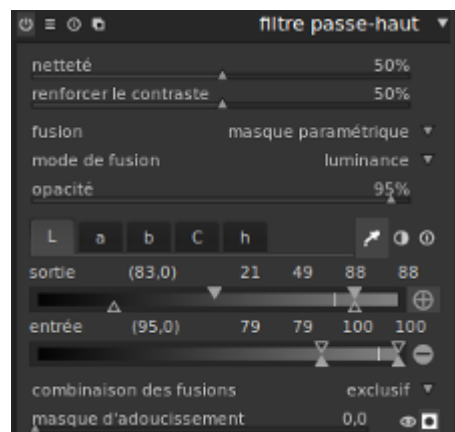 filtre passe-haut
netteté 50%
renforcer le contraste 50%
fusion masque paramétrique
mode de fusion luminance
opacité 95%
L a b C h
sortie (83,0) 21 49 88 88
entrée (95,0) 79 79 100 100
combinaison des fusions exclusif
masque d'adoucissement 0,0